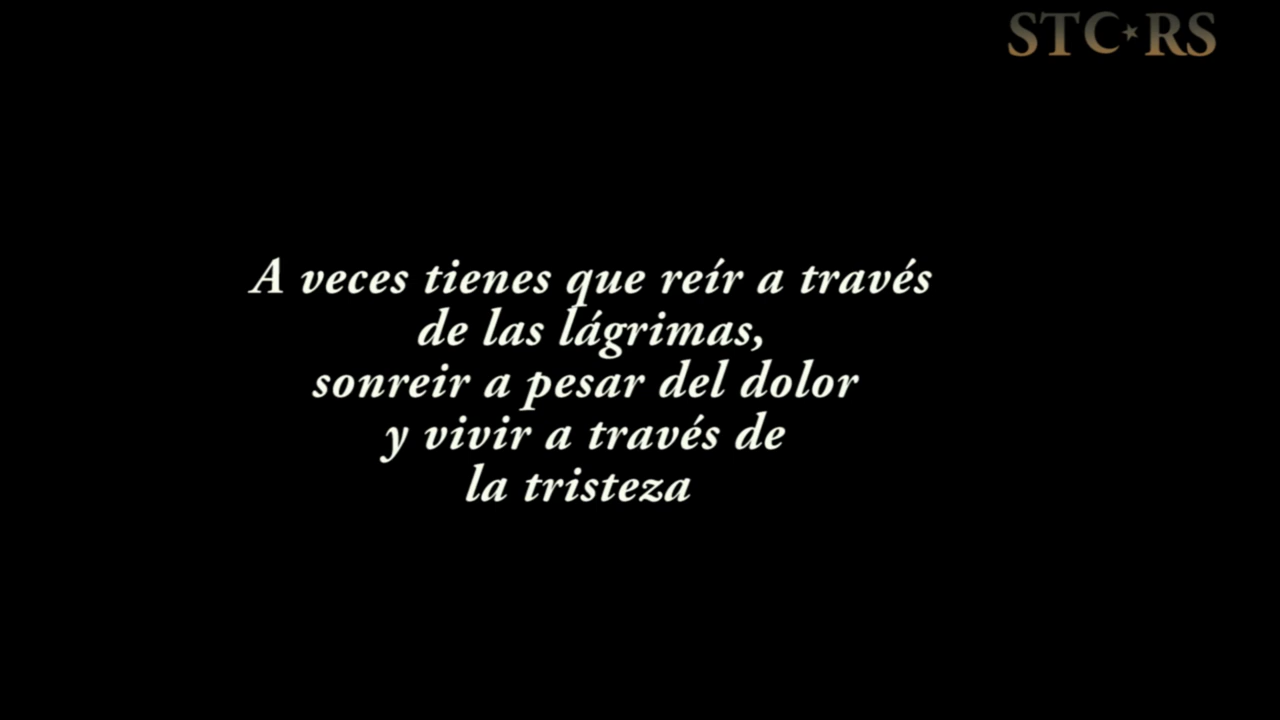 STC★RS
A veces tienes que reír a través
de las lágrimas,
sonreir a pesar del dolor
y vivir a través de
la tristeza